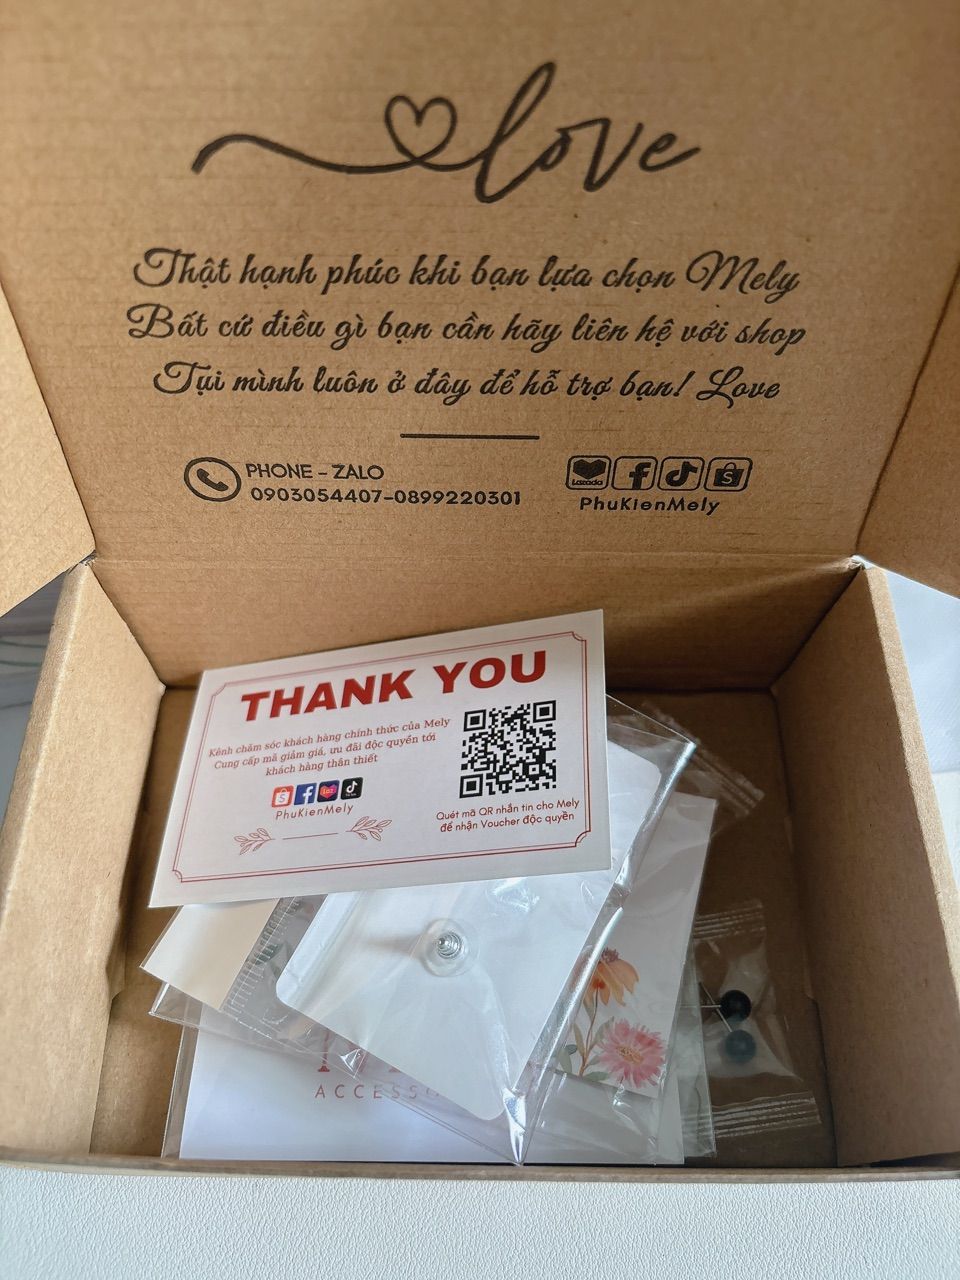 love
Thật hạnh phúc khi bạn lựa chọn Mely
Bất cứ điều gì bạn cần hãy liên hệ với shop
Tụi mình luôn ở đây để hỗ trợ bạn! Love
PHONE - ZALO
0903054407-0899220301
Lazada
PhuKienMely
THANK YOU
Kênh chăm sóc khách hàng chính thức của Mely
Cung cấp mã giảm giá, ưu đãi độc quyền tới
khách hàng thân thiết
PhuKienMely
Quét mã QR nhắn tin cho Mely
để nhận Voucher độc quyền